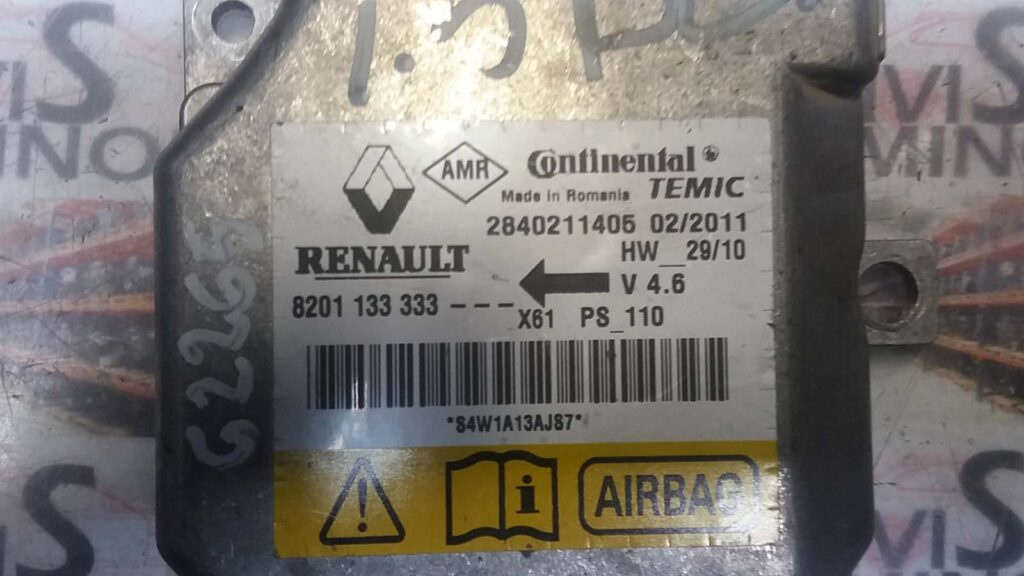 1.5 DC
AMR
Continental
Made in Romania TEMIC
2840211405 02/2011
HW_29/10
RENAULT
V 4.6
8201 133 333 ---
X61 PS_110
*84W1A13AJ87*
i
AIRBAG
G2265